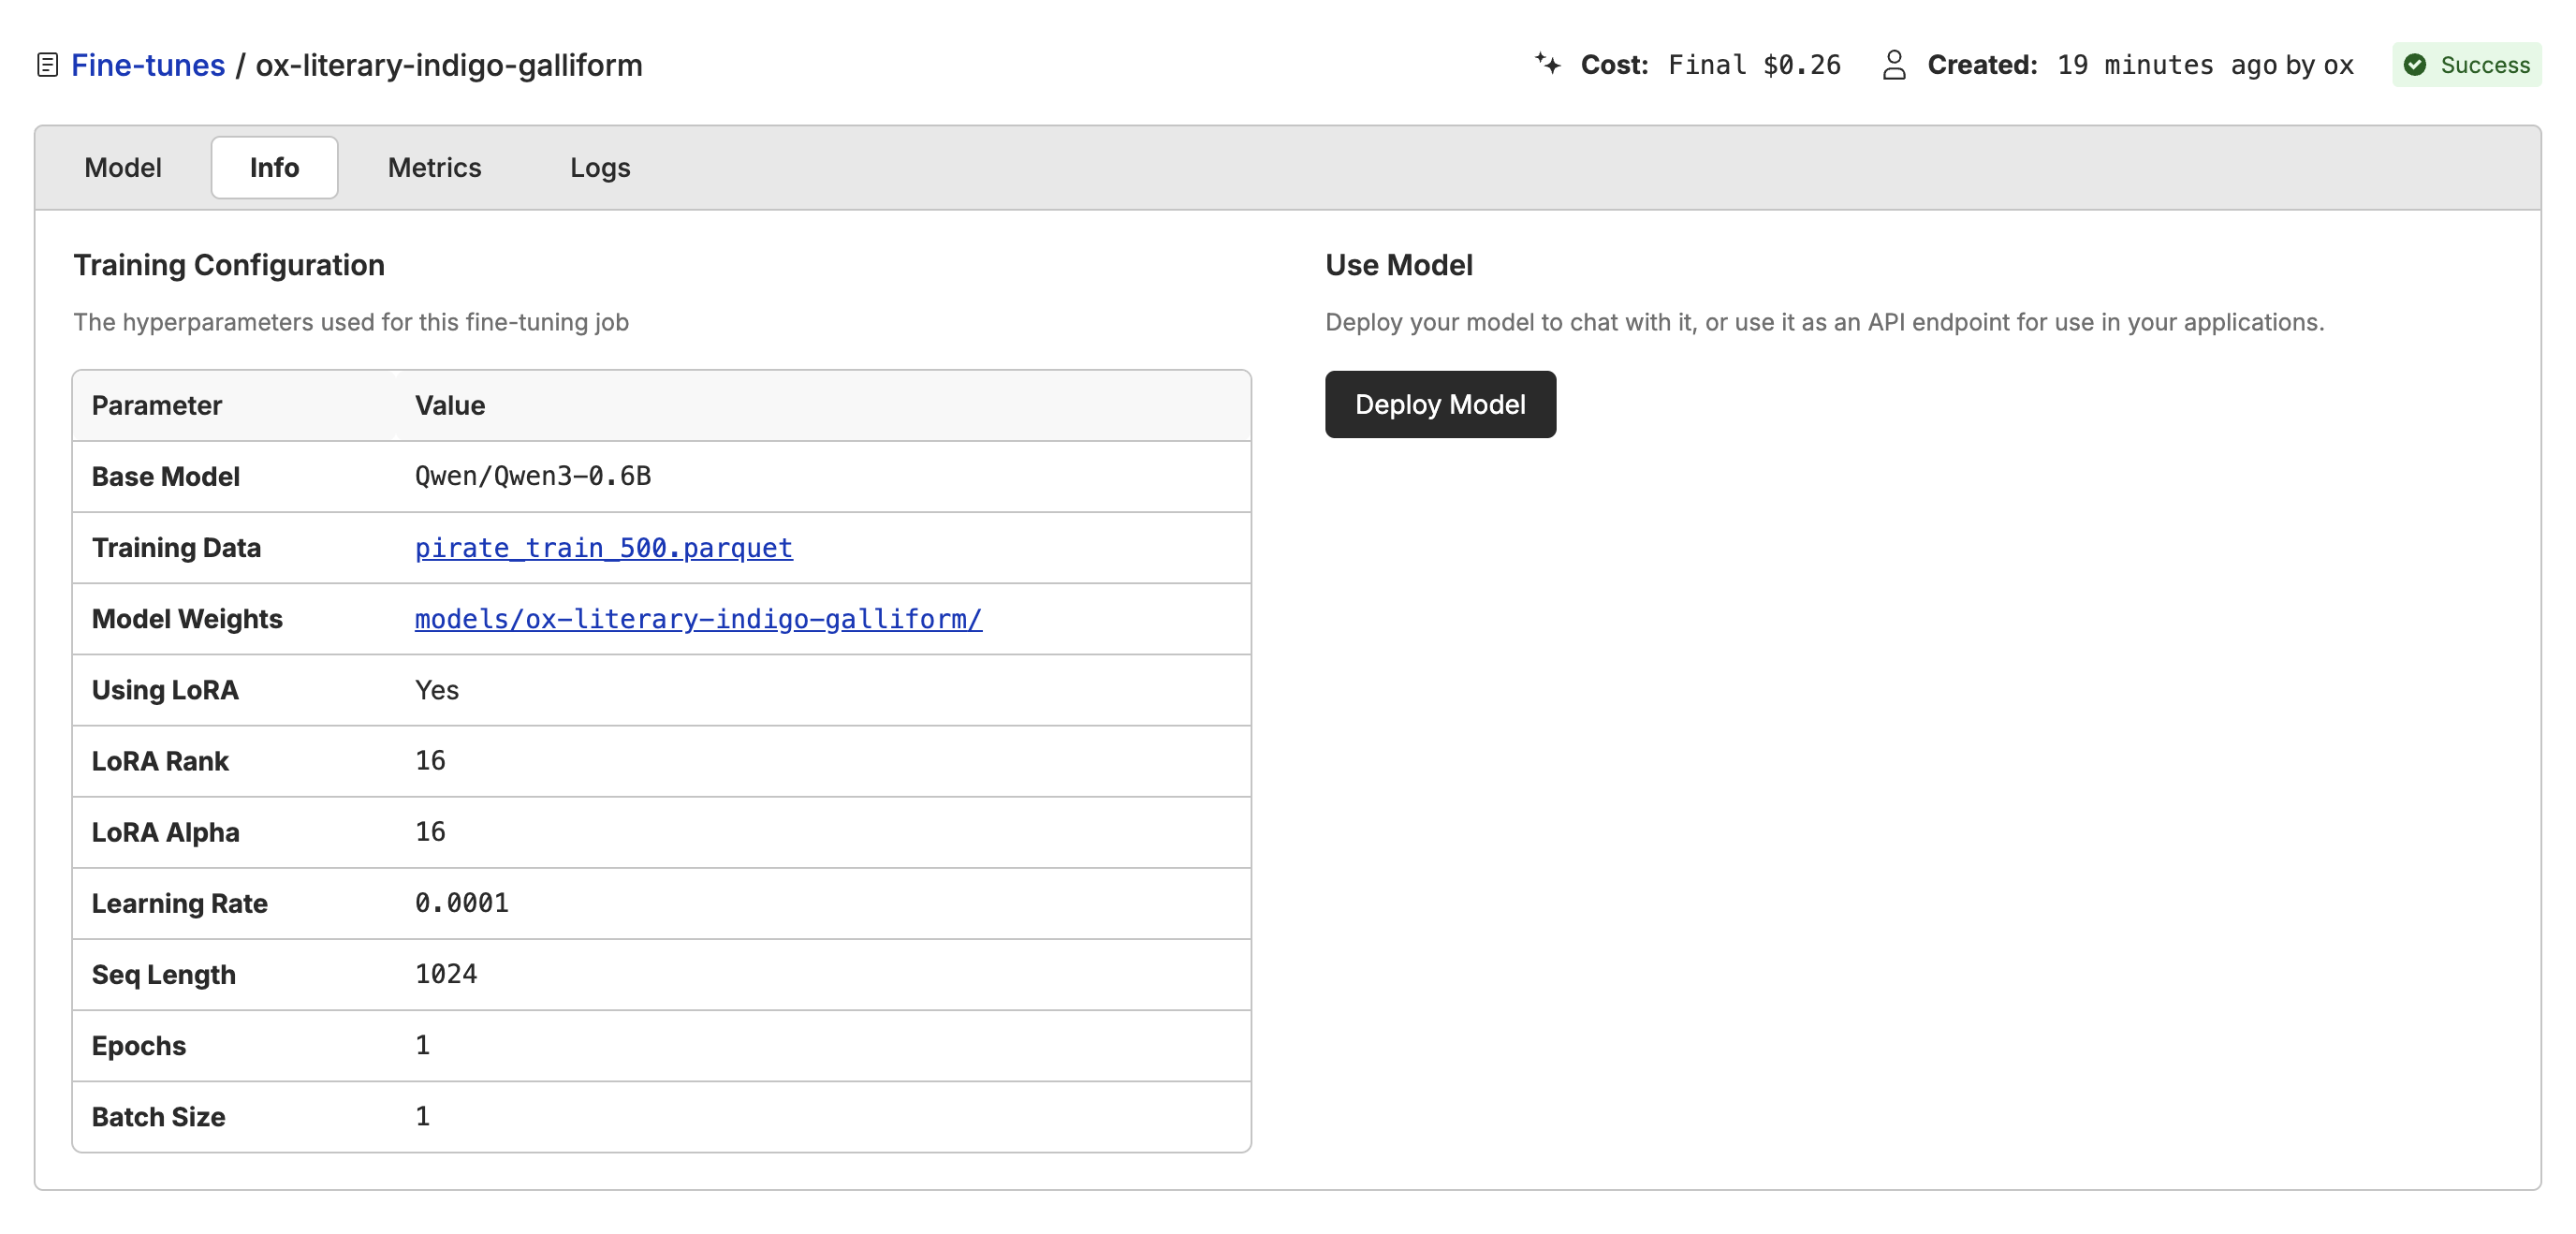 Fine-tunes / ox-literary-indigo-galliform
Cost: Final $0.26
Created: 19 minutes ago by ox
Success
Model Info Metrics Logs
Training Configuration
The hyperparameters used for this fine-tuning job
Parameter Value
Base Model Qwen/Qwen3-0.6B
Training Data pirate_train_500.parquet
Model Weights models/ox-literary-indigo-galliform/
Using LoRA Yes
LoRA Rank 16
LoRA Alpha 16
Learning Rate 0.0001
Seq Length 1024
Epochs 1
Batch Size 1
Use Model
Deploy your model to chat with it, or use it as an API endpoint for use in your applications.
Deploy Model